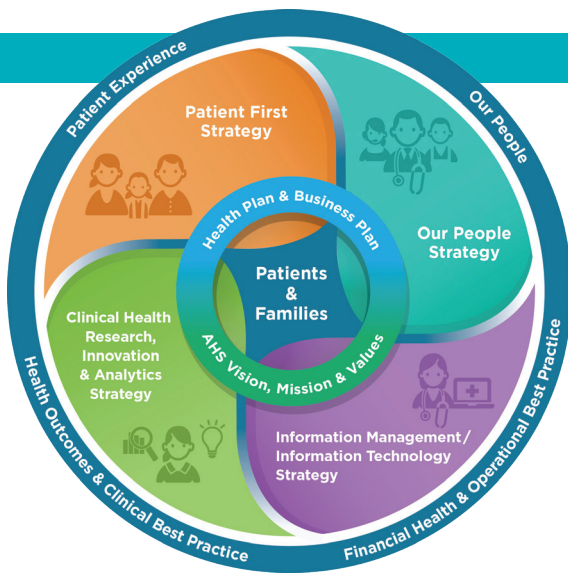 Patient Experience
Our People
Patient First
Strategy
Our People
Strategy
Health Plan & Business Plan
Patients
&
Families
AHS Vision, Mission & Values
Clinical Health
Research,
Innovation
& Analytics
Strategy
Information Management/
Information Technology
Strategy
Health Outcomes & Clinical Best Practice
Financial Health & Operational Best Practice